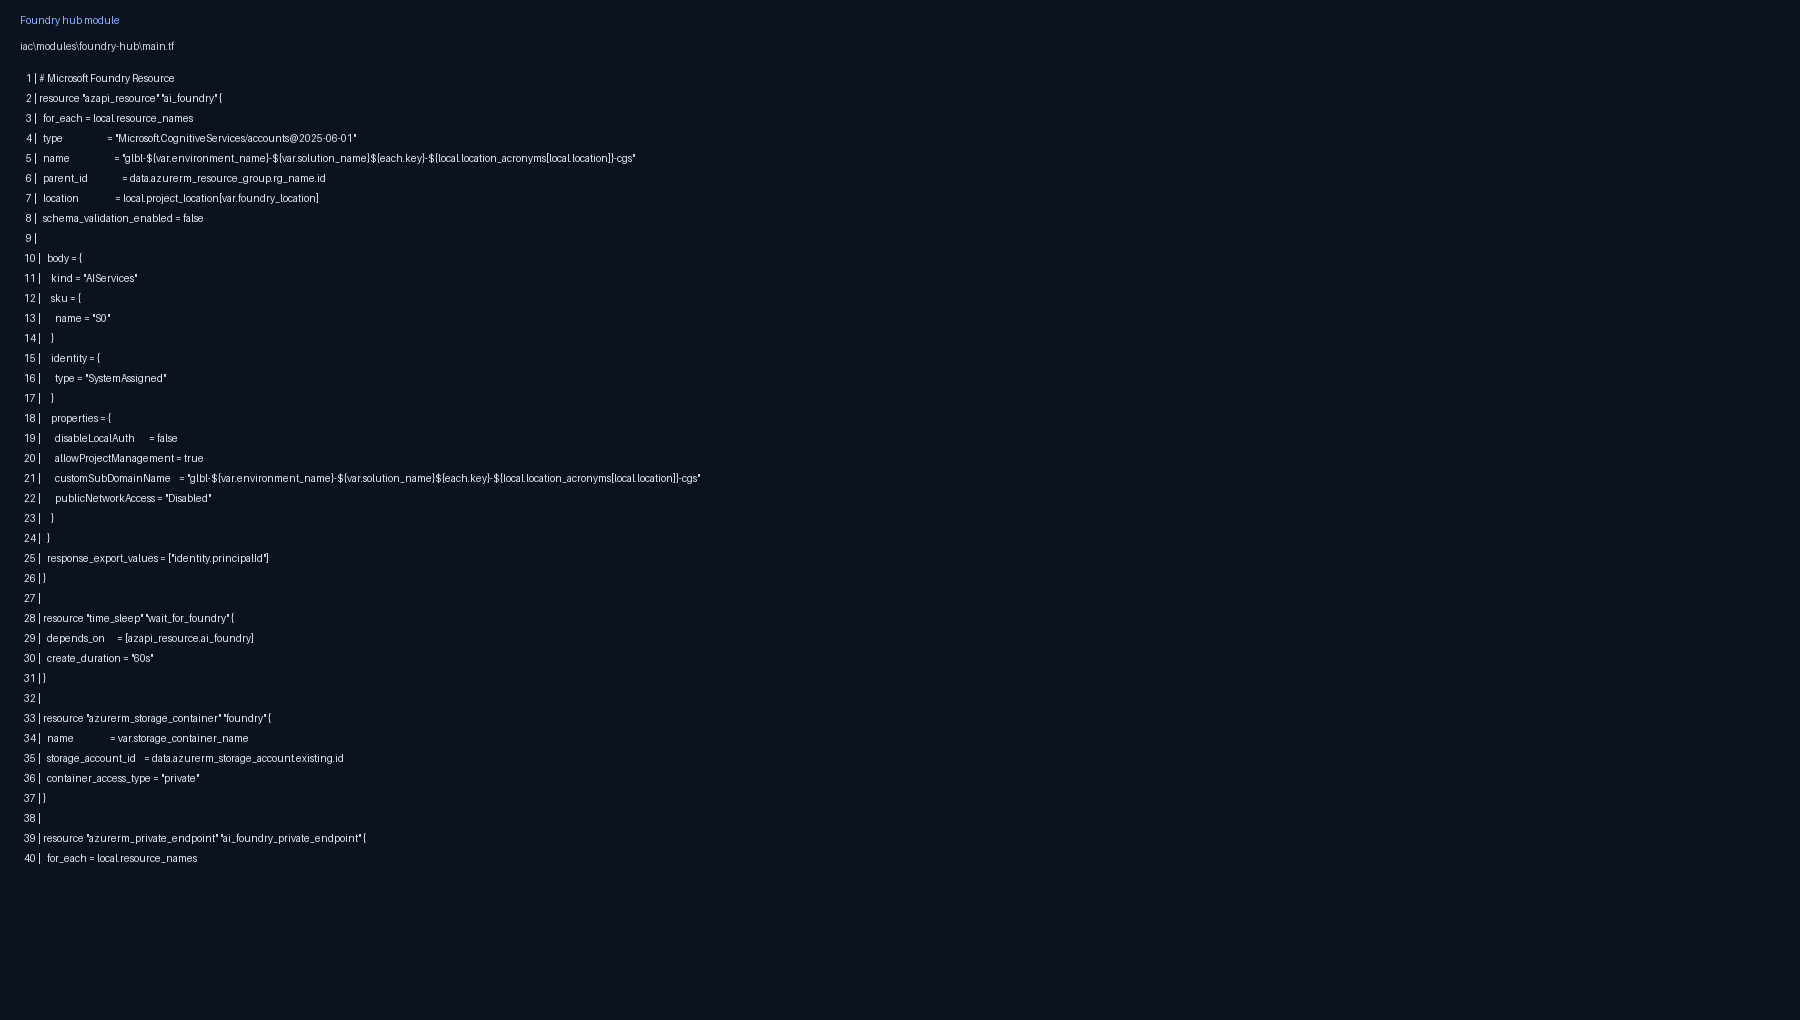 Foundry hub module
iac\modules\foundry-hub\main.tf
1 | # Microsoft Foundry Resource
2 | resource "azapi_resource" "ai_foundry" {
3 |   for_each = local.resource_names
4 |   type                      = "Microsoft.CognitiveServices/accounts@2025-06-01"
5 |   name                      = "glbl-${var.environment_name}-${var.solution_name}${each.key}-${local.location_acronyms[local.location]}-cgs"
6 |   parent_id                 = data.azurerm_resource_group.rg_name.id
7 |   location                  = local.project_location[var.foundry_location]
8 |   schema_validation_enabled = false
9 |
10 |   body = {
11 |     kind = "AIServices"
12 |     sku = {
13 |       name = "S0"
14 |     }
15 |     identity = {
16 |       type = "SystemAssigned"
17 |     }
18 |     properties = {
19 |       disableLocalAuth       = false
20 |       allowProjectManagement = true
21 |       customSubDomainName    = "glbl-${var.environment_name}-${var.solution_name}${each.key}-${local.location_acronyms[local.location]}-cgs"
22 |       publicNetworkAccess = "Disabled"
23 |     }
24 |   }
25 |   response_export_values = ["identity.principalId"]
26 | }
27 |
28 | resource "time_sleep" "wait_for_foundry" {
29 |   depends_on      = [azapi_resource.ai_foundry]
30 |   create_duration = "60s"
31 | }
32 |
33 | resource "azurerm_storage_container" "foundry" {
34 |   name                  = var.storage_container_name
35 |   storage_account_id    = data.azurerm_storage_account.existing.id
36 |   container_access_type = "private"
37 | }
38 |
39 | resource "azurerm_private_endpoint" "ai_foundry_private_endpoint" {
40 |   for_each = local.resource_names